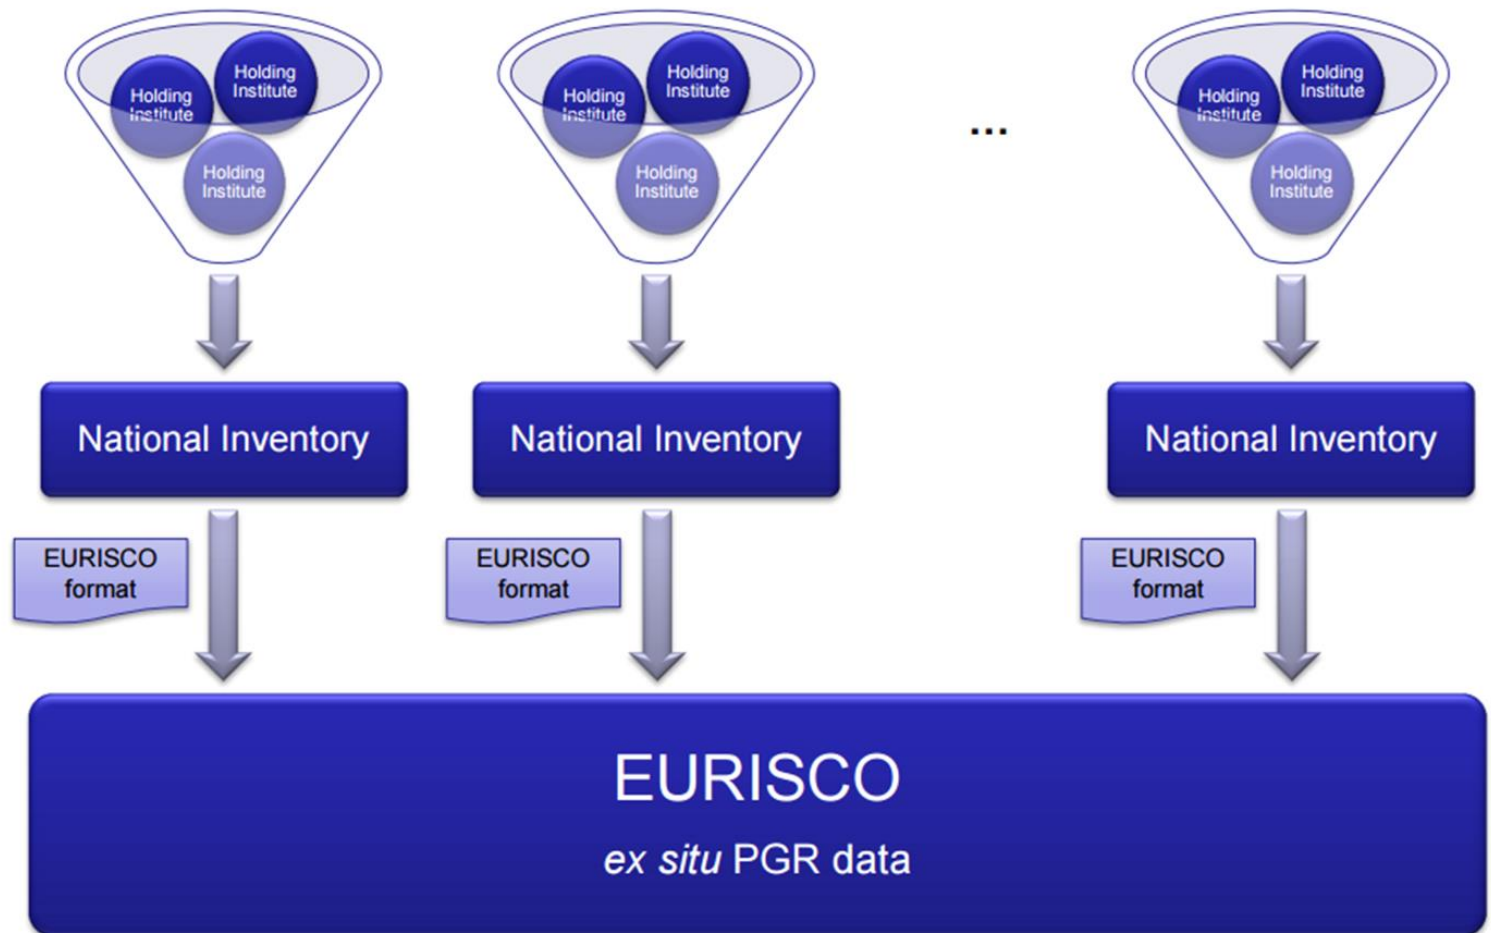 Holding
Institute
Holding
Institute
Holding
Institute
Holding
Institute
Holding
Institute
Holding
Institute
...
Holding
Institute
Holding
Institute
Holding
Institute
National Inventory
National Inventory
National Inventory
EURISCO
format
EURISCO
format
EURISCO
format
EURISCO
ex situ PGR data